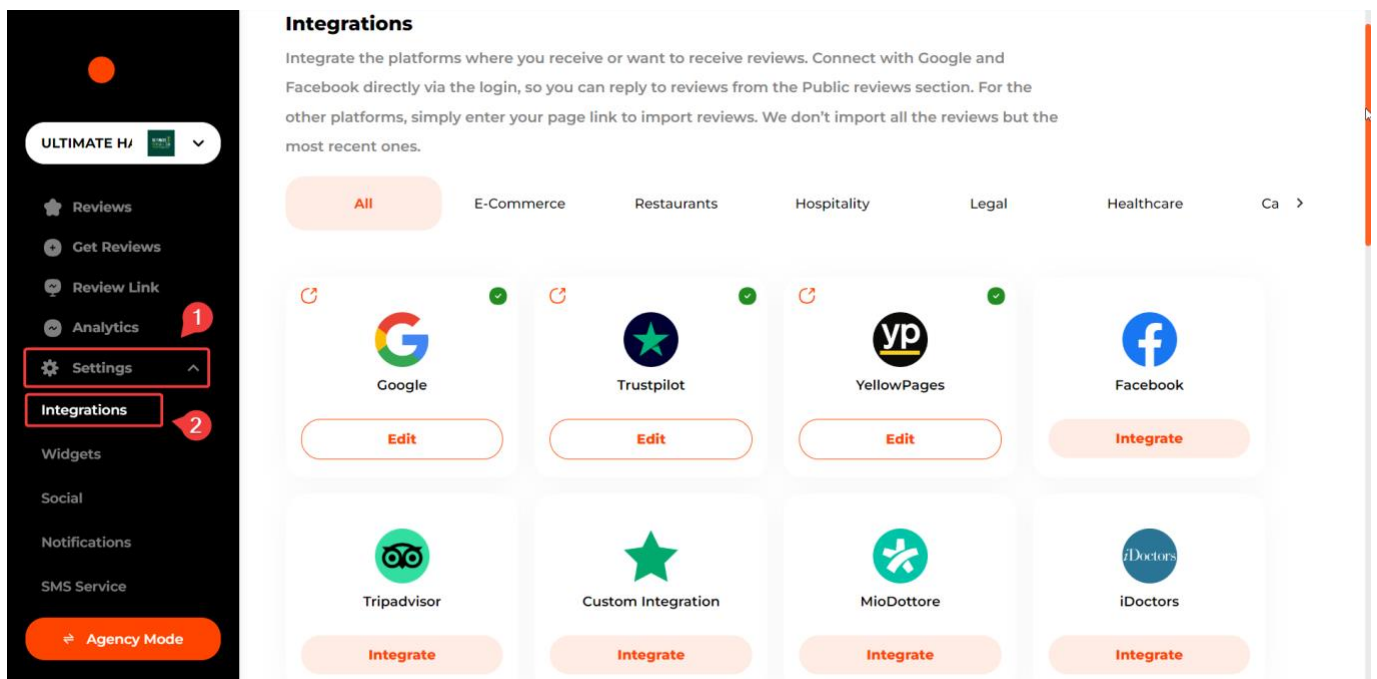 Integrations
Integrate the platforms where you receive or want to receive reviews. Connect with Google and
Facebook directly via the login, so you can reply to reviews from the Public reviews section. For the
other platforms, simply enter your page link to import reviews. We don't import all the reviews but the
most recent ones.
ULTIMATE HA
Reviews
Get Reviews
Review Link
Analytics
1
Settings
Integrations
2
Widgets
Social
Notifications
SMS Service
Agency Mode
All E-Commerce Restaurants Hospitality Legal Healthcare Ca
G yp f
Google Trustpilot YellowPages Facebook
Edit Edit Edit Integrate
iDoctors
Tripadvisor Custom Integration MioDottore iDoctors
Integrate Integrate Integrate Integrate